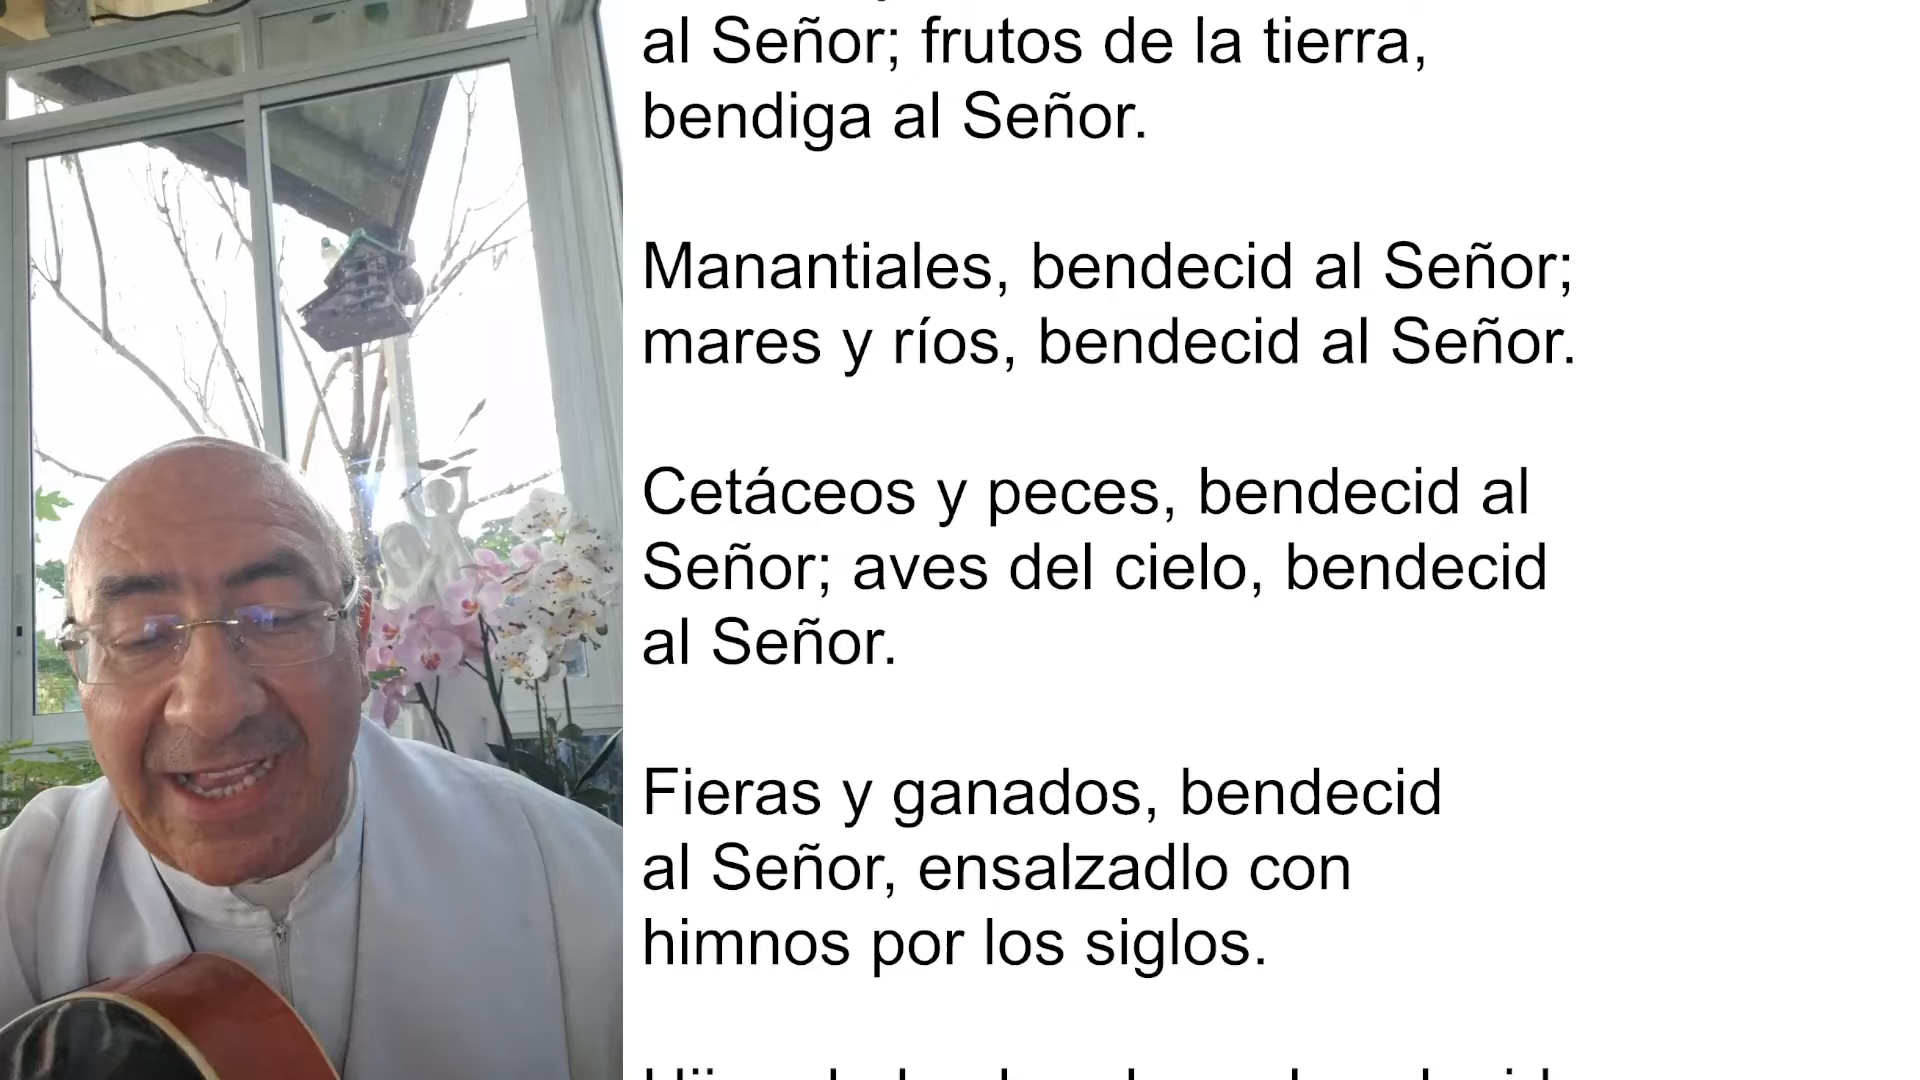 al Señor; frutos de la tierra,
bendiga al Señor.
Manantiales, bendecid al Señor;
mares y ríos, bendecid al Señor.
Cetáceos y peces, bendecid al
Señor; aves del cielo, bendecid
al Señor.
Fieras y ganados, bendecid
al Señor, ensalzadlo con
himnos por los siglos.